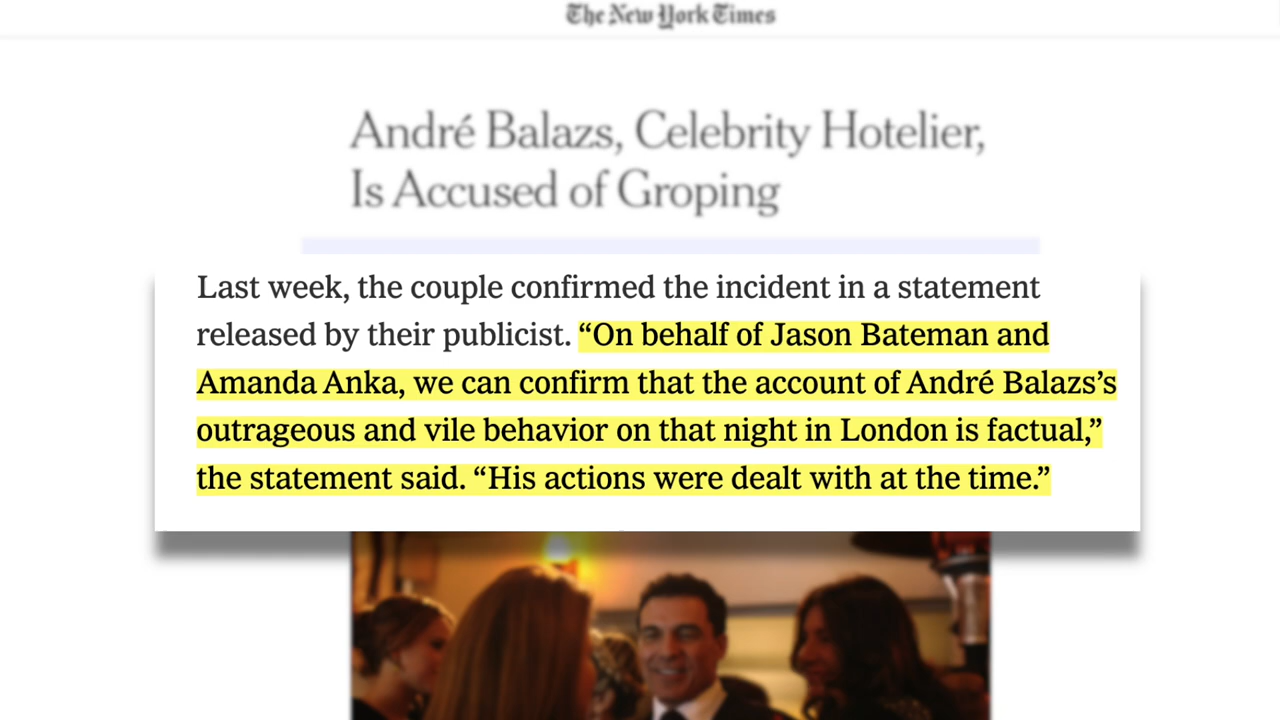 The New York Times
André Balazs, Celebrity Hotelier,
Is Accused of Groping
Last week, the couple confirmed the incident in a statement
released by their publicist. “On behalf of Jason Bateman and
Amanda Anka, we can confirm that the account of André Balazs’s
outrageous and vile behavior on that night in London is factual,”
the statement said. “His actions were dealt with at the time.”